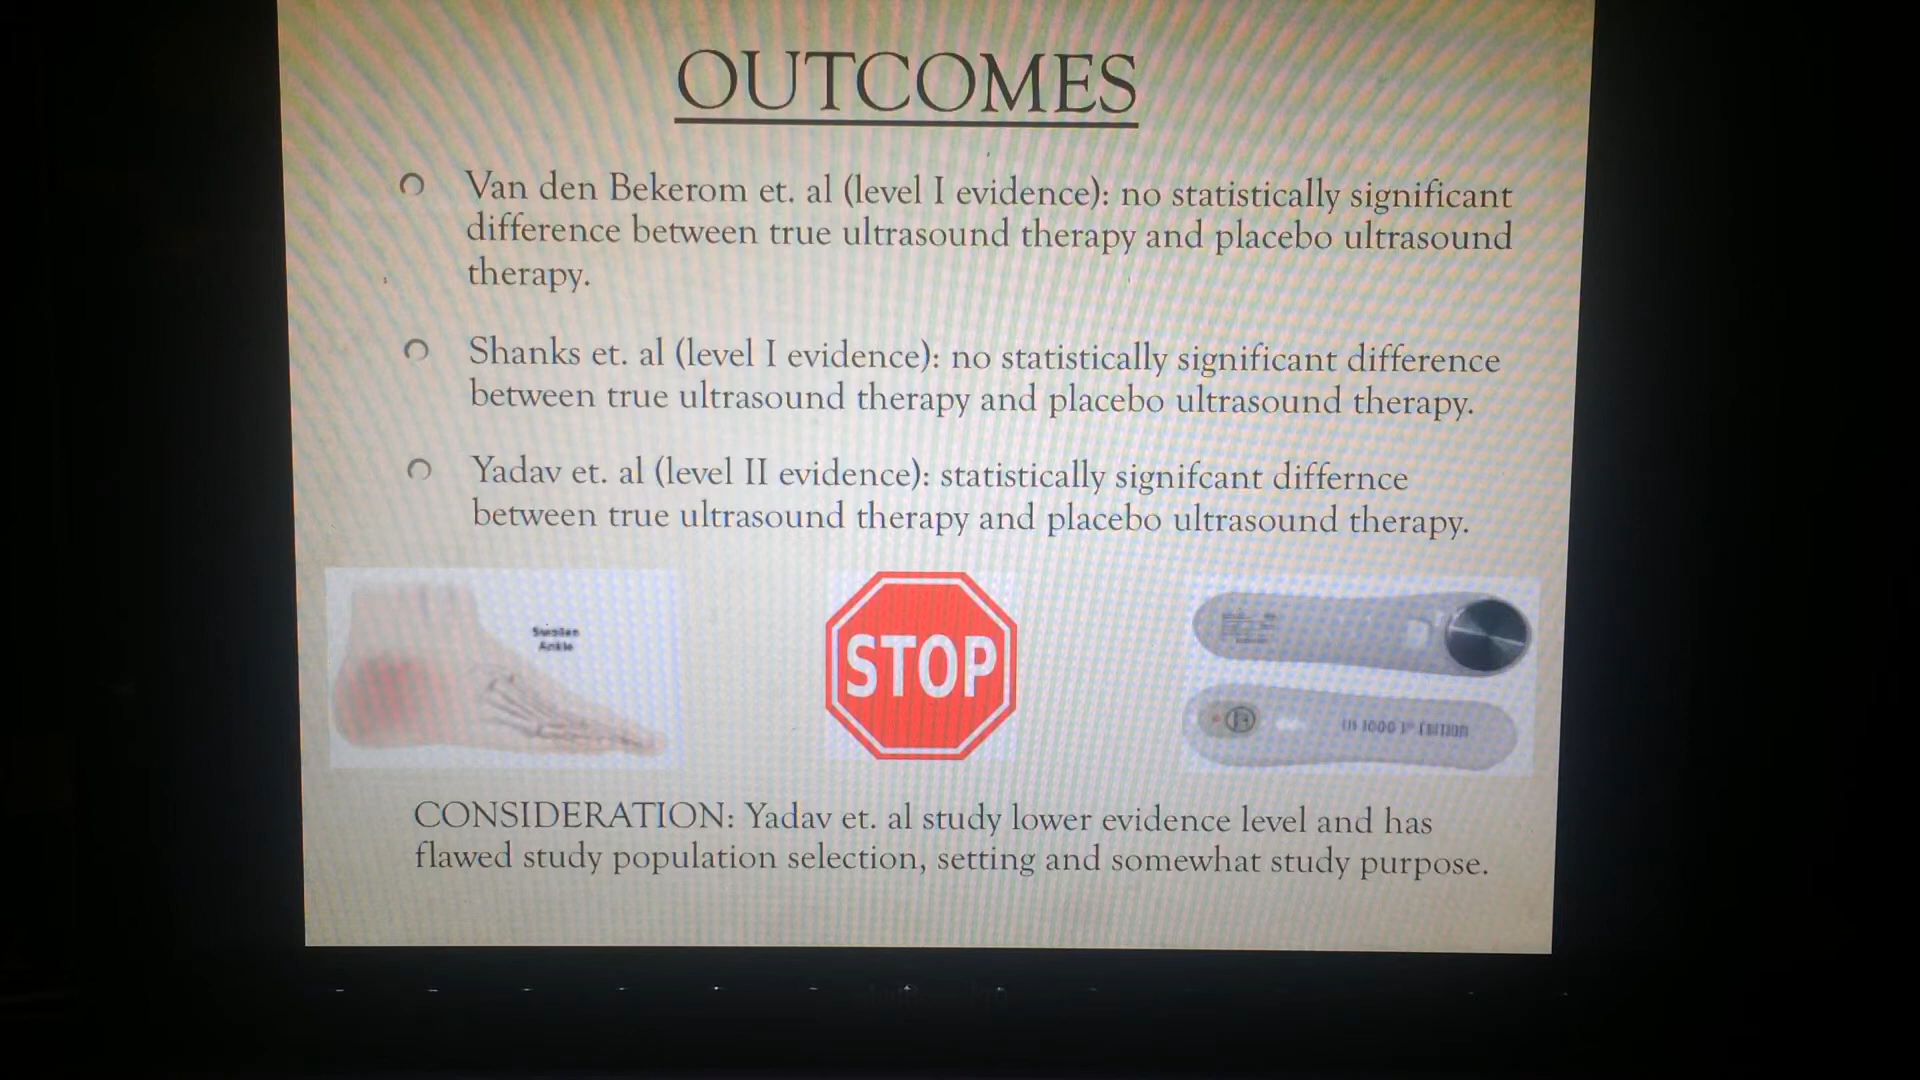 OUTCOMES
Van den Bekerom et. al (level I evidence): no statistically significant
difference between true ultrasound therapy and placebo ultrasound
therapy.
Shanks et. al (level I evidence): no statistically significant difference
between true ultrasound therapy and placebo ultrasound therapy.
Yadav et. al (level II evidence): statistically signifcant differnce
between true ultrasound therapy and placebo ultrasound therapy.
Swollen
Ankle
STOP
EDITION
CONSIDERATION: Yadav et. al study lower evidence level and has
flawed study population selection, setting and somewhat study purpose.